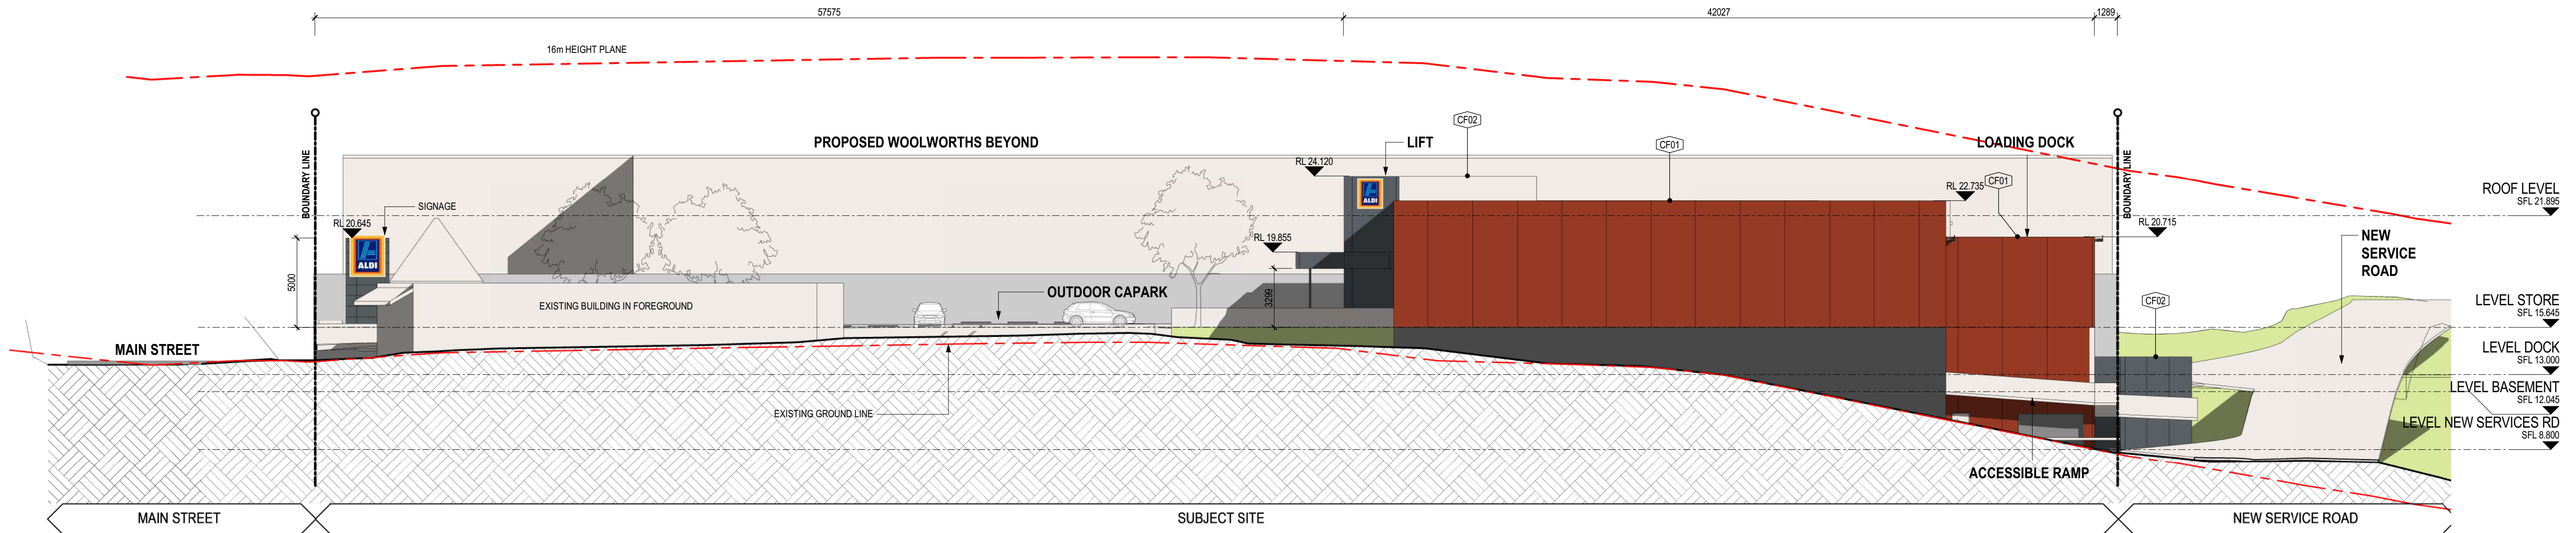 57575
42027
1289
16m HEIGHT PLANE
BOUNDARY LINE
PROPOSED WOOLWORTHS BEYOND
CF02
LIFT
CF01
LOADING DOCK
BOUNDARY LINE
RL 24.120
ALDI
RL 22.735
CF01
ROOF LEVEL
SFL 21.895
SIGNAGE
RL 20.645
ALDI
RL 19.855
RL 20.715
NEW
SERVICE
ROAD
5000
3299
EXISTING BUILDING IN FOREGROUND
OUTDOOR CAPARK
CF02
LEVEL STORE
SFL 15.645
MAIN STREET
LEVEL DOCK
SFL 13.000
LEVEL BASEMENT
SFL 12.045
EXISTING GROUND LINE
LEVEL NEW SERVICES RD
SFL 8.800
ACCESSIBLE RAMP
MAIN STREET
SUBJECT SITE
NEW SERVICE ROAD